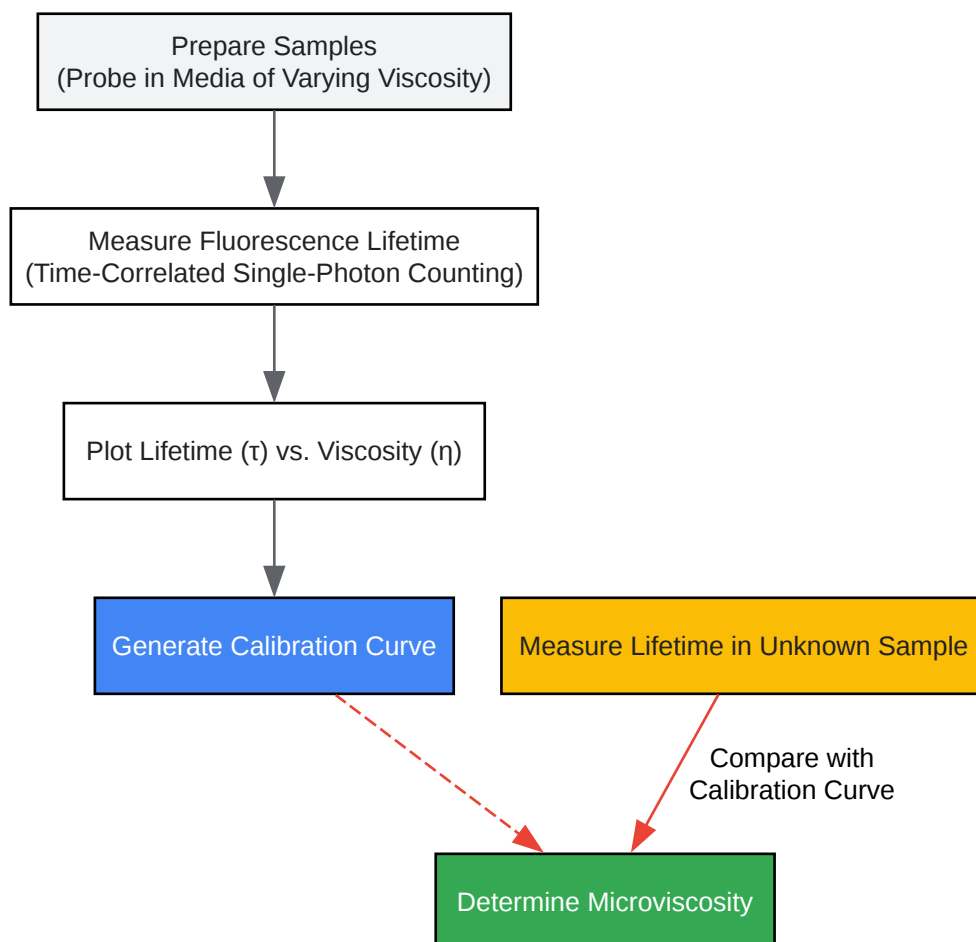 Prepare Samples
(Probe in Media of Varying Viscosity)
Measure Fluorescence Lifetime
(Time-Correlated Single-Photon Counting)
Plot Lifetime (τ) vs. Viscosity (η)
Generate Calibration Curve
Measure Lifetime in Unknown Sample
Compare with
Calibration Curve
Determine Microviscosity